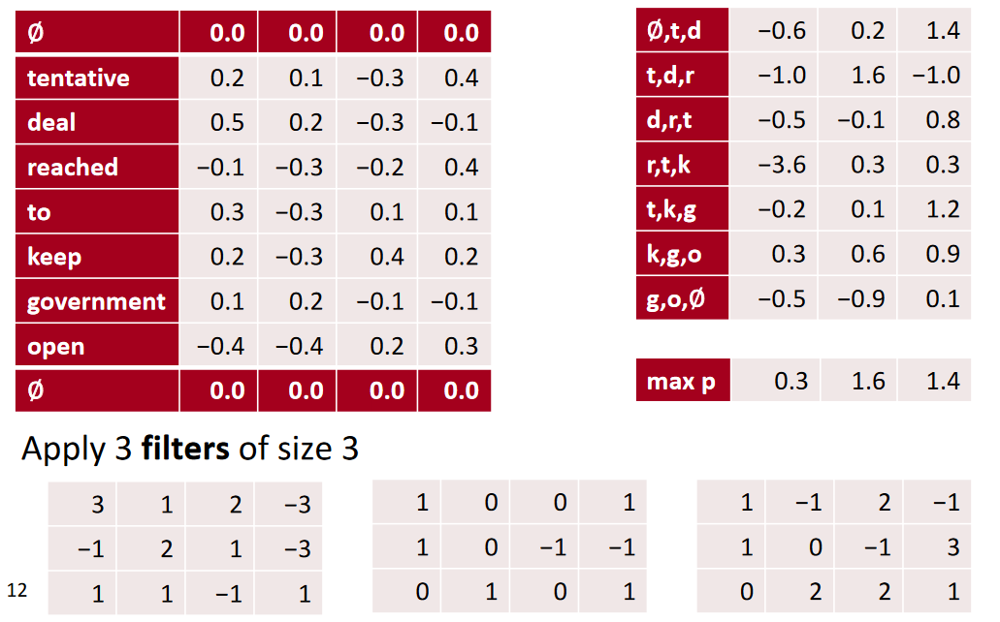 Ø 0.0 0.0 0.0 0.0
tentative 0.2 0.1 −0.3 0.4
deal 0.5 0.2 −0.3 −0.1
reached −0.1 −0.3 −0.2 0.4
to 0.3 −0.3 0.1 0.1
keep 0.2 −0.3 0.4 0.2
government 0.1 0.2 −0.1 −0.1
open −0.4 −0.4 0.2 0.3
Ø 0.0 0.0 0.0 0.0
Ø,t,d −0.6 0.2 1.4
t,d,r −1.0 1.6 −1.0
d,r,t −0.5 −0.1 0.8
r,t,k −3.6 0.3 0.3
t,k,g −0.2 0.1 1.2
k,g,o 0.3 0.6 0.9
g,o,Ø −0.5 −0.9 0.1
max p 0.3 1.6 1.4
Apply 3 filters of size 3
3 1 2 −3
−1 2 1 −3
1 1 −1 1
1 0 0 1
1 0 −1 −1
0 1 0 1
1 −1 2 −1
1 0 −1 3
0 2 2 1
12